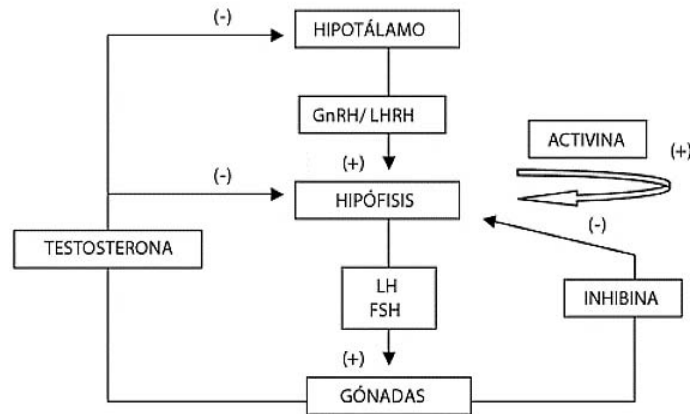 (-)
HIPOTÁLAMO
GnRH/ LHRH
ACTIVINA
(+)
(+)
(-)
HIPÓFISIS
(-)
TESTOSTERONA
LH
FSH
INHIBINA
(+)
GÓNADAS